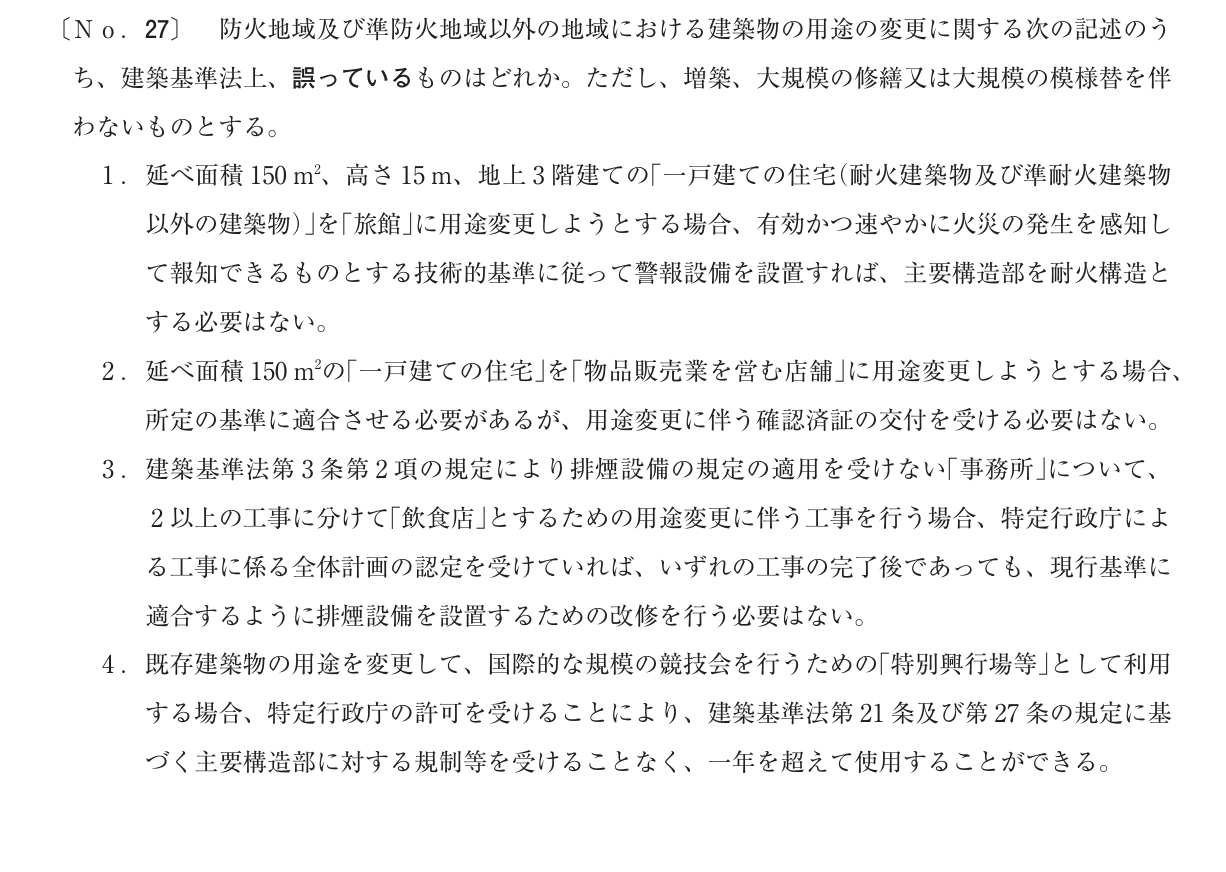 〔Ｎｏ．27〕　防火地域及び準防火地域以外の地域における建築物の用途の変更に関する次の記述のう
ち、建築基準法上、誤っているものはどれか。ただし、増築、大規模の修繕又は大規模の模様替を伴
わないものとする。
１．延べ面積 150 m²、高さ 15 m、地上３階建ての「一戸建ての住宅(耐火建築物及び準耐火建築物
以外の建築物)」を「旅館」に用途変更しようとする場合、有効かつ速やかに火災の発生を感知し
て報知できるものとする技術的基準に従って警報設備を設置すれば、主要構造部を耐火構造と
する必要はない。
２．延べ面積 150 m²の「一戸建ての住宅」を「物品販売業を営む店舗」に用途変更しようとする場合、
所定の基準に適合させる必要があるが、用途変更に伴う確認済証の交付を受ける必要はない。
３．建築基準法第３条第２項の規定により排煙設備の規定の適用を受けない「事務所」について、
２以上の工事に分けて「飲食店」とするための用途変更に伴う工事を行う場合、特定行政庁によ
る工事に係る全体計画の認定を受けていれば、いずれの工事の完了後であっても、現行基準に
適合するように排煙設備を設置するための改修を行う必要はない。
４．既存建築物の用途を変更して、国際的な規模の競技会を行うための「特別興行場等」として利用
する場合、特定行政庁の許可を受けることにより、建築基準法第 21 条及び第 27 条の規定に基
づく主要構造部に対する規制等を受けることなく、一年を超えて使用することができる。